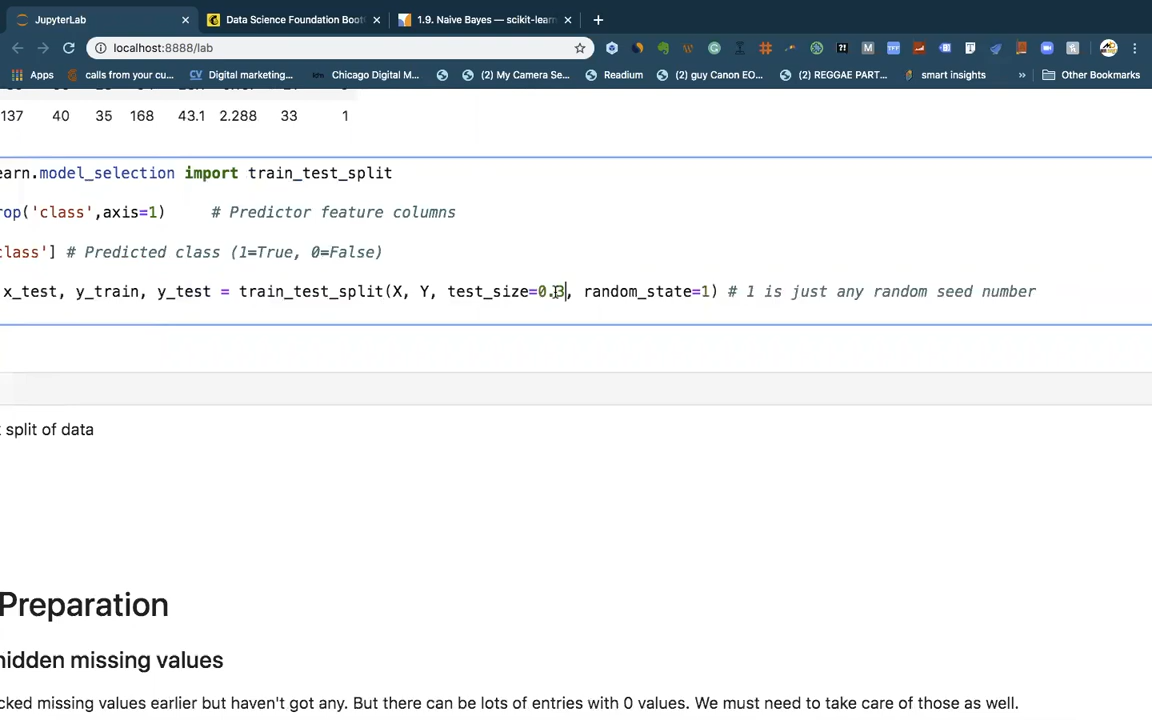 JupyterLab
Data Science Foundation Boot
1.9. Naive Bayes — scikit-learn
localhost:8888/lab
Apps
calls from your cu...
Digital marketing...
Chicago Digital M...
(2) My Camera Se...
Readium
(2) guy Canon EO...
(2) REGGAE PART...
smart insights
»
Other Bookmarks
137 40 35 168 43.1 2.288 33 1
earn.model_selection import train_test_split
rop('class',axis=1) # Predictor feature columns
class'] # Predicted class (1=True, 0=False)
x_test, y_train, y_test = train_test_split(X, Y, test_size=0.3, random_state=1) # 1 is just any random seed number
split of data
Preparation
hidden missing values
cked missing values earlier but haven't got any. But there can be lots of entries with 0 values. We must need to take care of those as well.